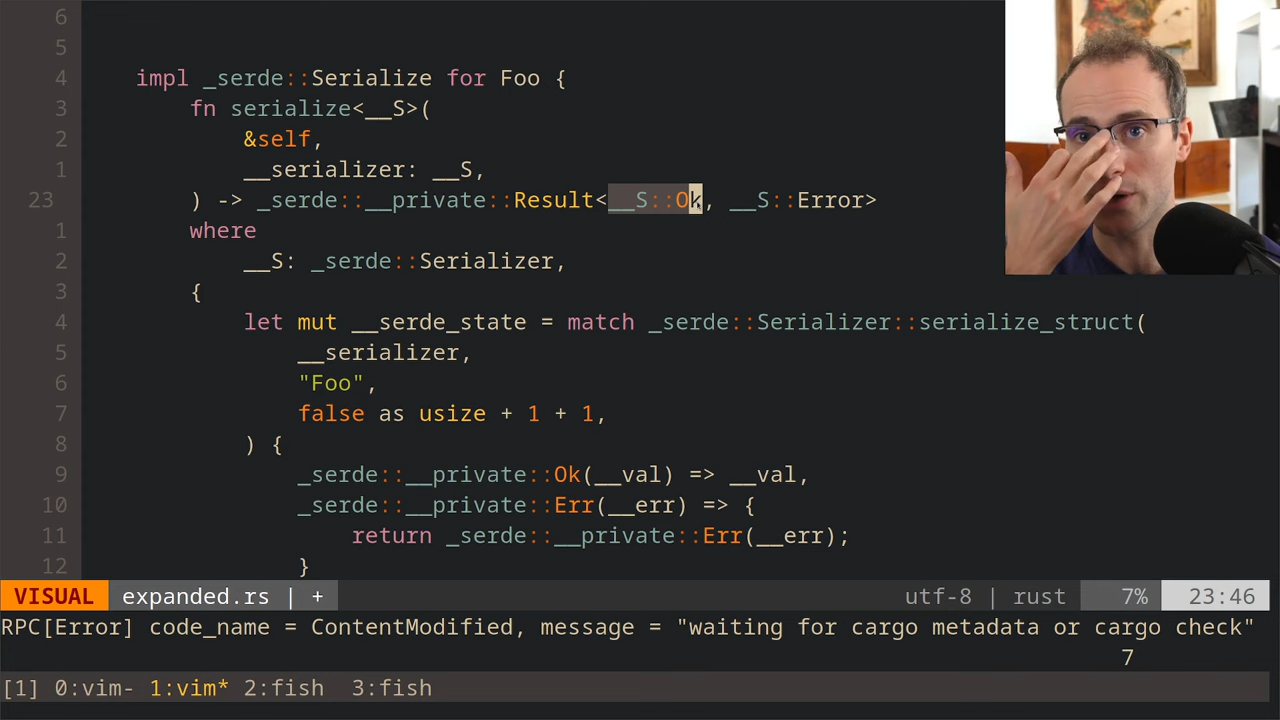 6
5
4 impl _serde::Serialize for Foo {
3 fn serialize<__S>(
2 &self,
1 __serializer: __S,
23 ) -> _serde::__private::Result<__S::Ok, __S::Error>
1 where
2 __S: _serde::Serializer,
3 {
4 let mut __serde_state = match _serde::Serializer::serialize_struct(
5 __serializer,
6 "Foo",
7 false as usize + 1 + 1,
8 ) {
9 _serde::__private::Ok(__val) => __val,
10 _serde::__private::Err(__err) => {
11 return _serde::__private::Err(__err);
12 }
VISUAL expanded.rs | + utf-8 | rust 7% 23:46
RPC[Error] code_name = ContentModified, message = "waiting for cargo metadata or cargo check"
7
[1] 0:vim- 1:vim* 2:fish 3:fish